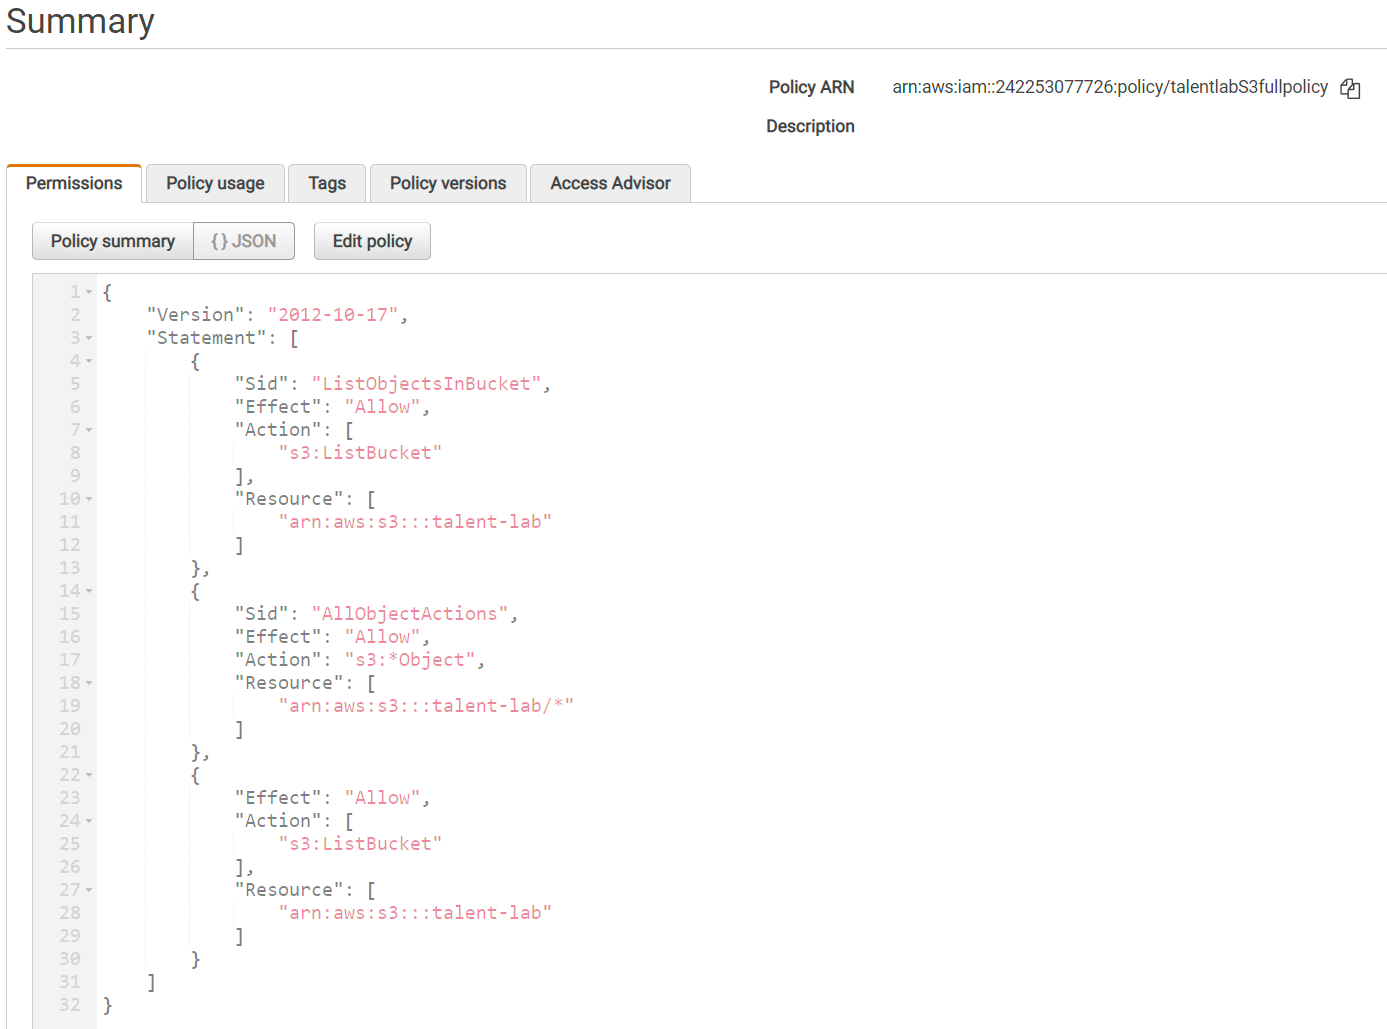 Summary
Policy ARN arn:aws:iam::242253077726:policy/talentlabS3fullpolicy
Description
Permissions Policy usage Tags Policy versions Access Advisor
Policy summary {} JSON Edit policy
1 {
2     "Version": "2012-10-17",
3     "Statement": [
4         {
5             "Sid": "ListObjectsInBucket",
6             "Effect": "Allow",
7             "Action": [
8                 "s3:ListBucket"
9             ],
10             "Resource": [
11                 "arn:aws:s3:::talent-lab"
12             ]
13         },
14         {
15             "Sid": "AllObjectActions",
16             "Effect": "Allow",
17             "Action": "s3:*Object",
18             "Resource": [
19                 "arn:aws:s3:::talent-lab/*"
20             ]
21         },
22         {
23             "Effect": "Allow",
24             "Action": [
25                 "s3:ListBucket"
26             ],
27             "Resource": [
28                 "arn:aws:s3:::talent-lab"
29             ]
30         }
31     ]
32 }